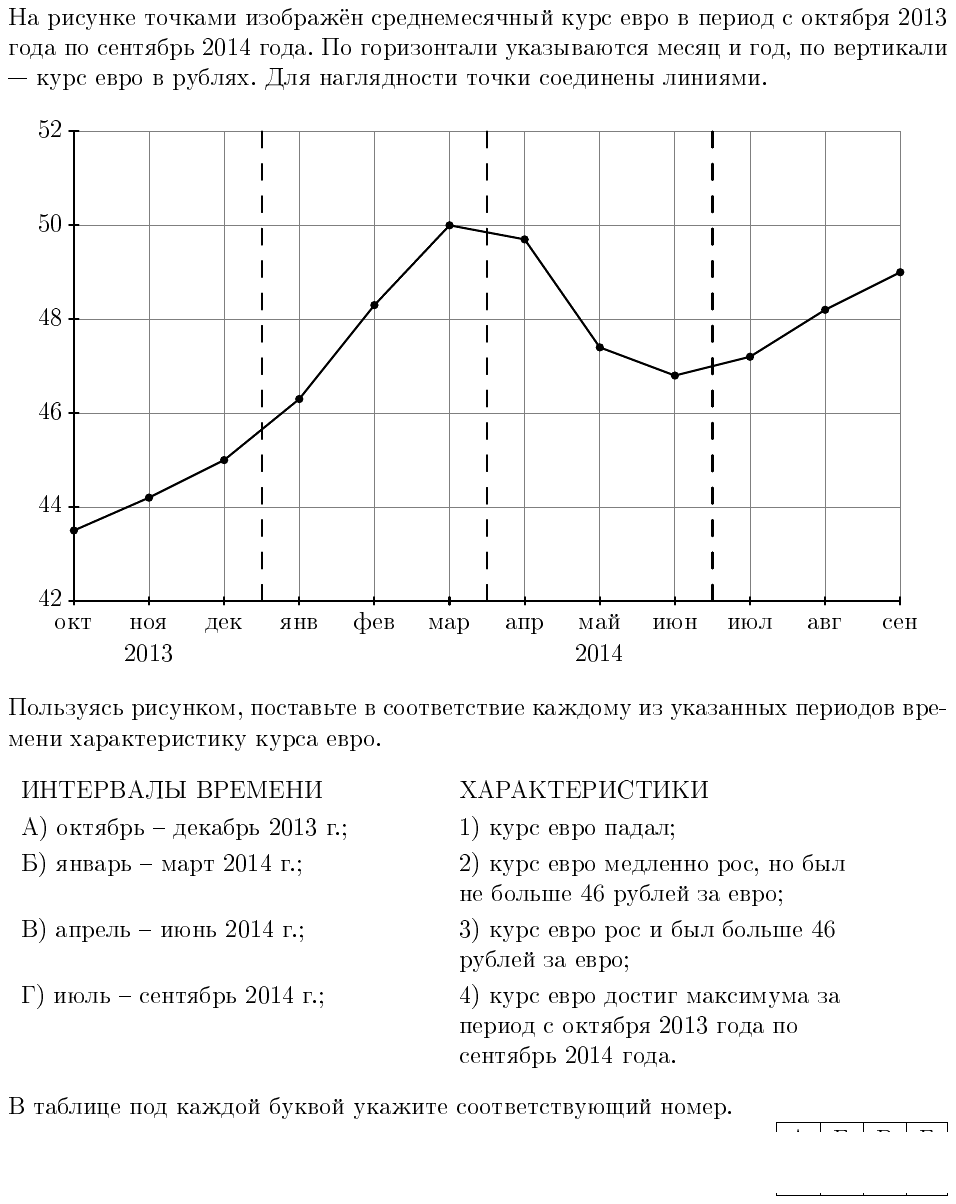 На рисунке точками изображён среднемесячный курс евро в период с октября 2013
года по сентябрь 2014 года. По горизонтали указываются месяц и год, по вертикали
— курс евро в рублях. Для наглядности точки соединены линиями.
52
50
48
46
44
42
окт ноя дек янв фев мар апр май июн июл авг сен
2013 2014
Пользуясь рисунком, поставьте в соответствие каждому из указанных периодов вре-
мени характеристику курса евро.
ИНТЕРВАЛЫ ВРЕМЕНИ
А) октябрь – декабрь 2013 г.;
Б) январь – март 2014 г.;
В) апрель – июнь 2014 г.;
Г) июль – сентябрь 2014 г.;
ХАРАКТЕРИСТИКИ
1) курс евро падал;
2) курс евро медленно рос, но был
не больше 46 рублей за евро;
3) курс евро рос и был больше 46
рублей за евро;
4) курс евро достиг максимума за
период с октября 2013 года по
сентябрь 2014 года.
В таблице под каждой буквой укажите соответствующий номер.